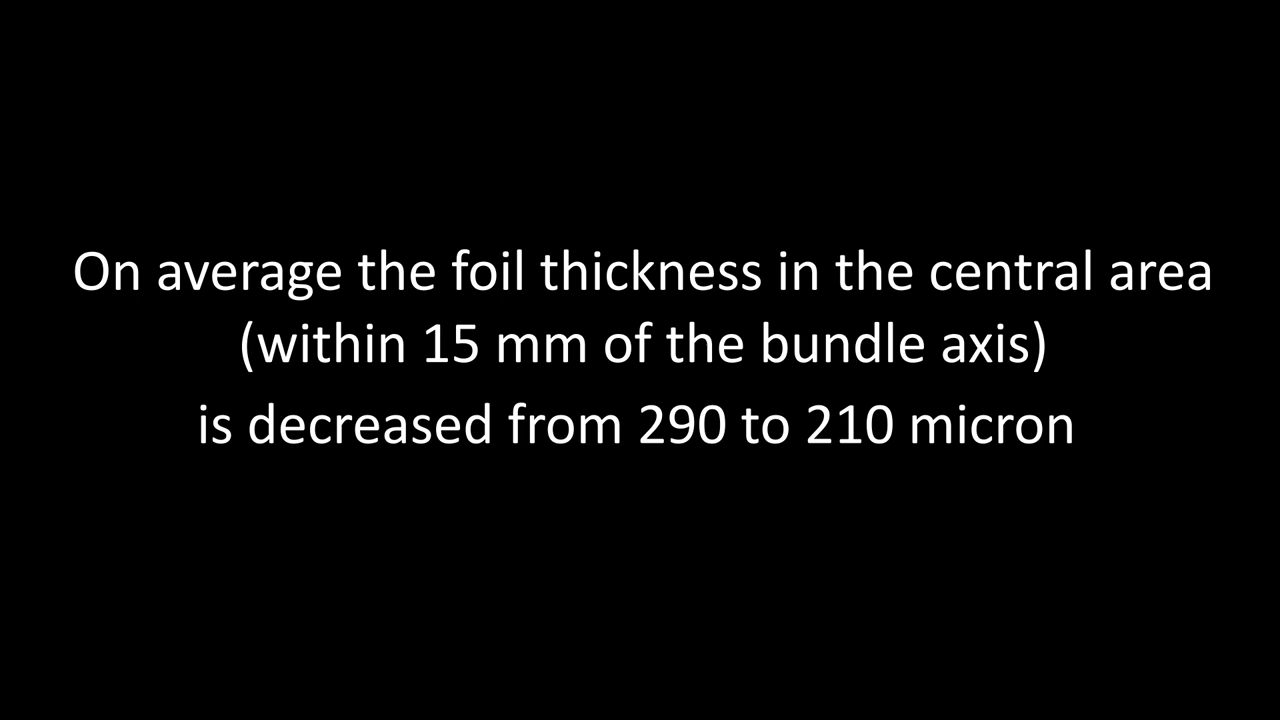 On average the foil thickness in the central area
(within 15 mm of the bundle axis)
is decreased from 290 to 210 micron